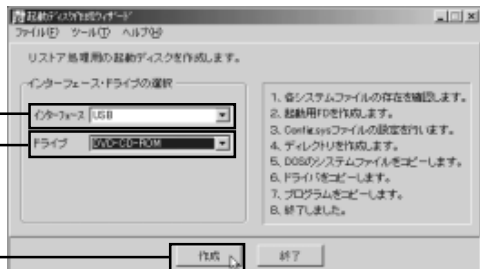 起動ディスク作成ウィザード
ファイル(F) ツール(T) ヘルプ(H)
リストア処理用の起動ディスクを作成します。
インターフェース・ドライブの選択
インターフェース USB
ドライブ DVD-CD-ROM
1. 各システムファイルの存在を確認します。
2. 起動用FDを作成します。
3. Config.sysファイルの設定を行います。
4. ディレクトリを作成します。
5. DOSのシステムファイルをコピーします。
6. ドライバをコピーします。
7. プログラムをコピーします。
8. 終了しました。
作成 終了